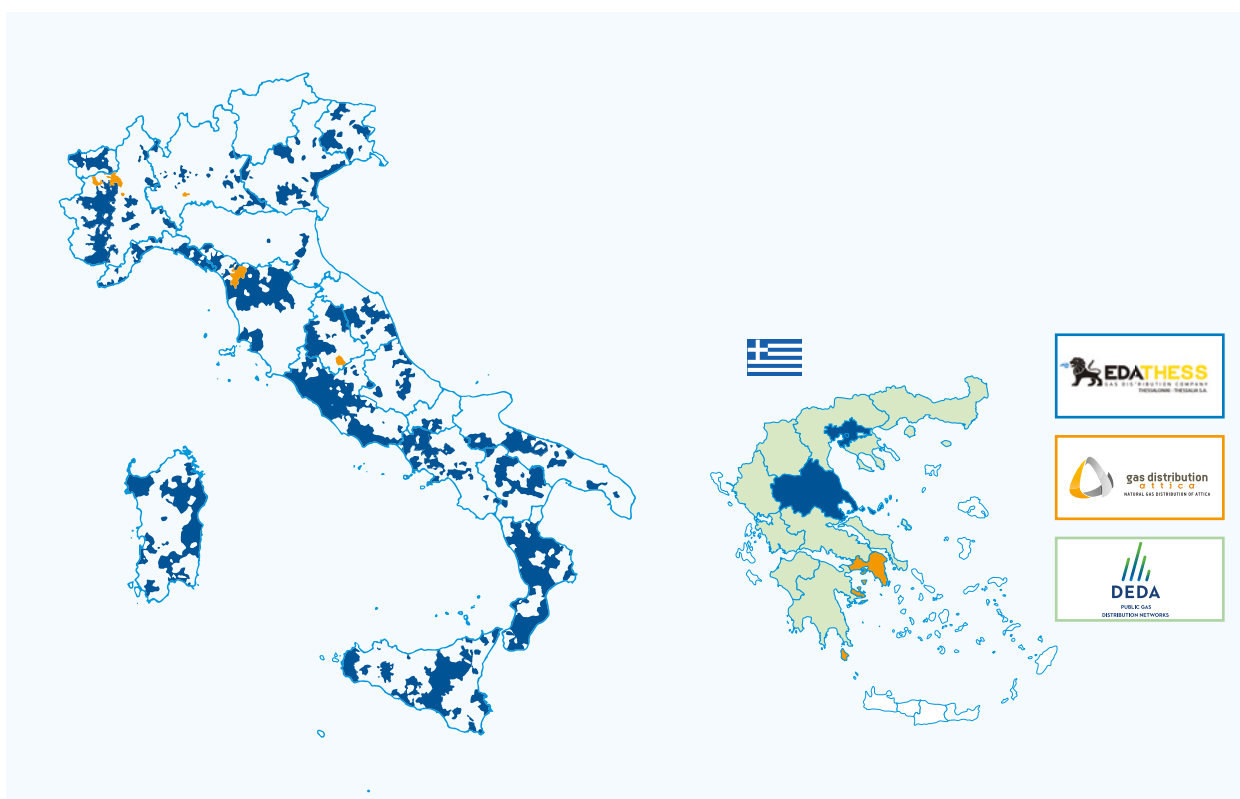 EDATHESS
GAS DISTRIBUTION COMPANY
THESSALONIKI - THESSALIA S.A.
gas distribution
attica
NATURAL GAS DISTRIBUTION OF ATTICA
DEDA
PUBLIC GAS
DISTRIBUTION NETWORKS